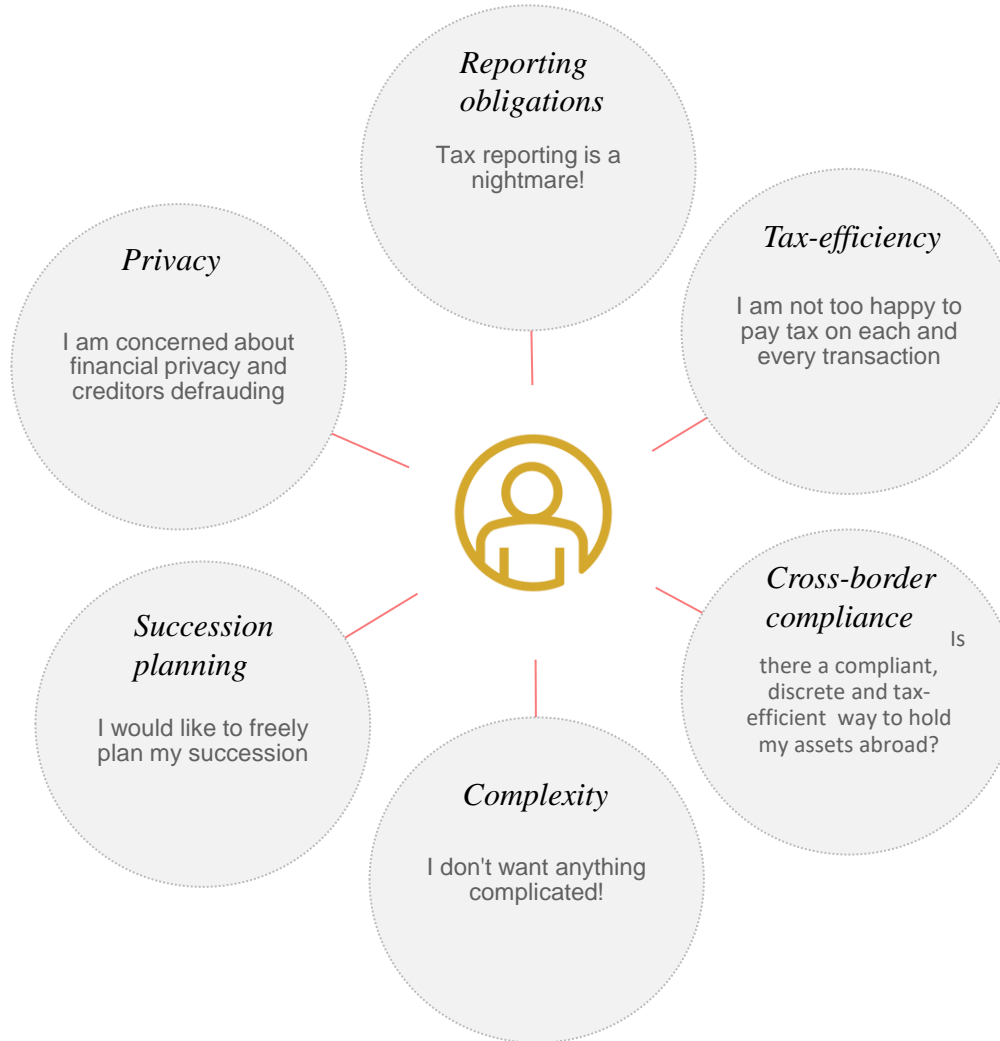 Reporting
obligations
Tax reporting is a
nightmare!
Tax-efficiency
I am not too happy to
pay tax on each and
every transaction
Cross-border
compliance
Is
there a compliant,
discrete and tax-
efficient way to hold
my assets abroad?
Complexity
I don't want anything
complicated!
Succession
planning
I would like to freely
plan my succession
Privacy
I am concerned about
financial privacy and
creditors defrauding